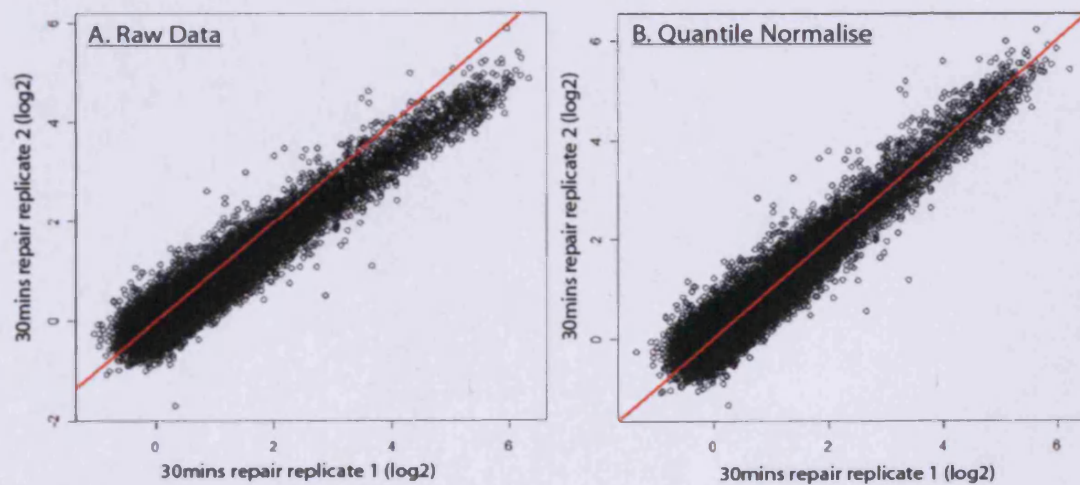 A. Raw Data
30mins repair replicate 2 (log2)
6
4
2
0
-2
0
2
4
6
30mins repair replicate 1 (log2)
B. Quantile Normalise
30mins repair replicate 2 (log2)
6
4
2
0
0
2
4
6
30mins repair replicate 1 (log2)